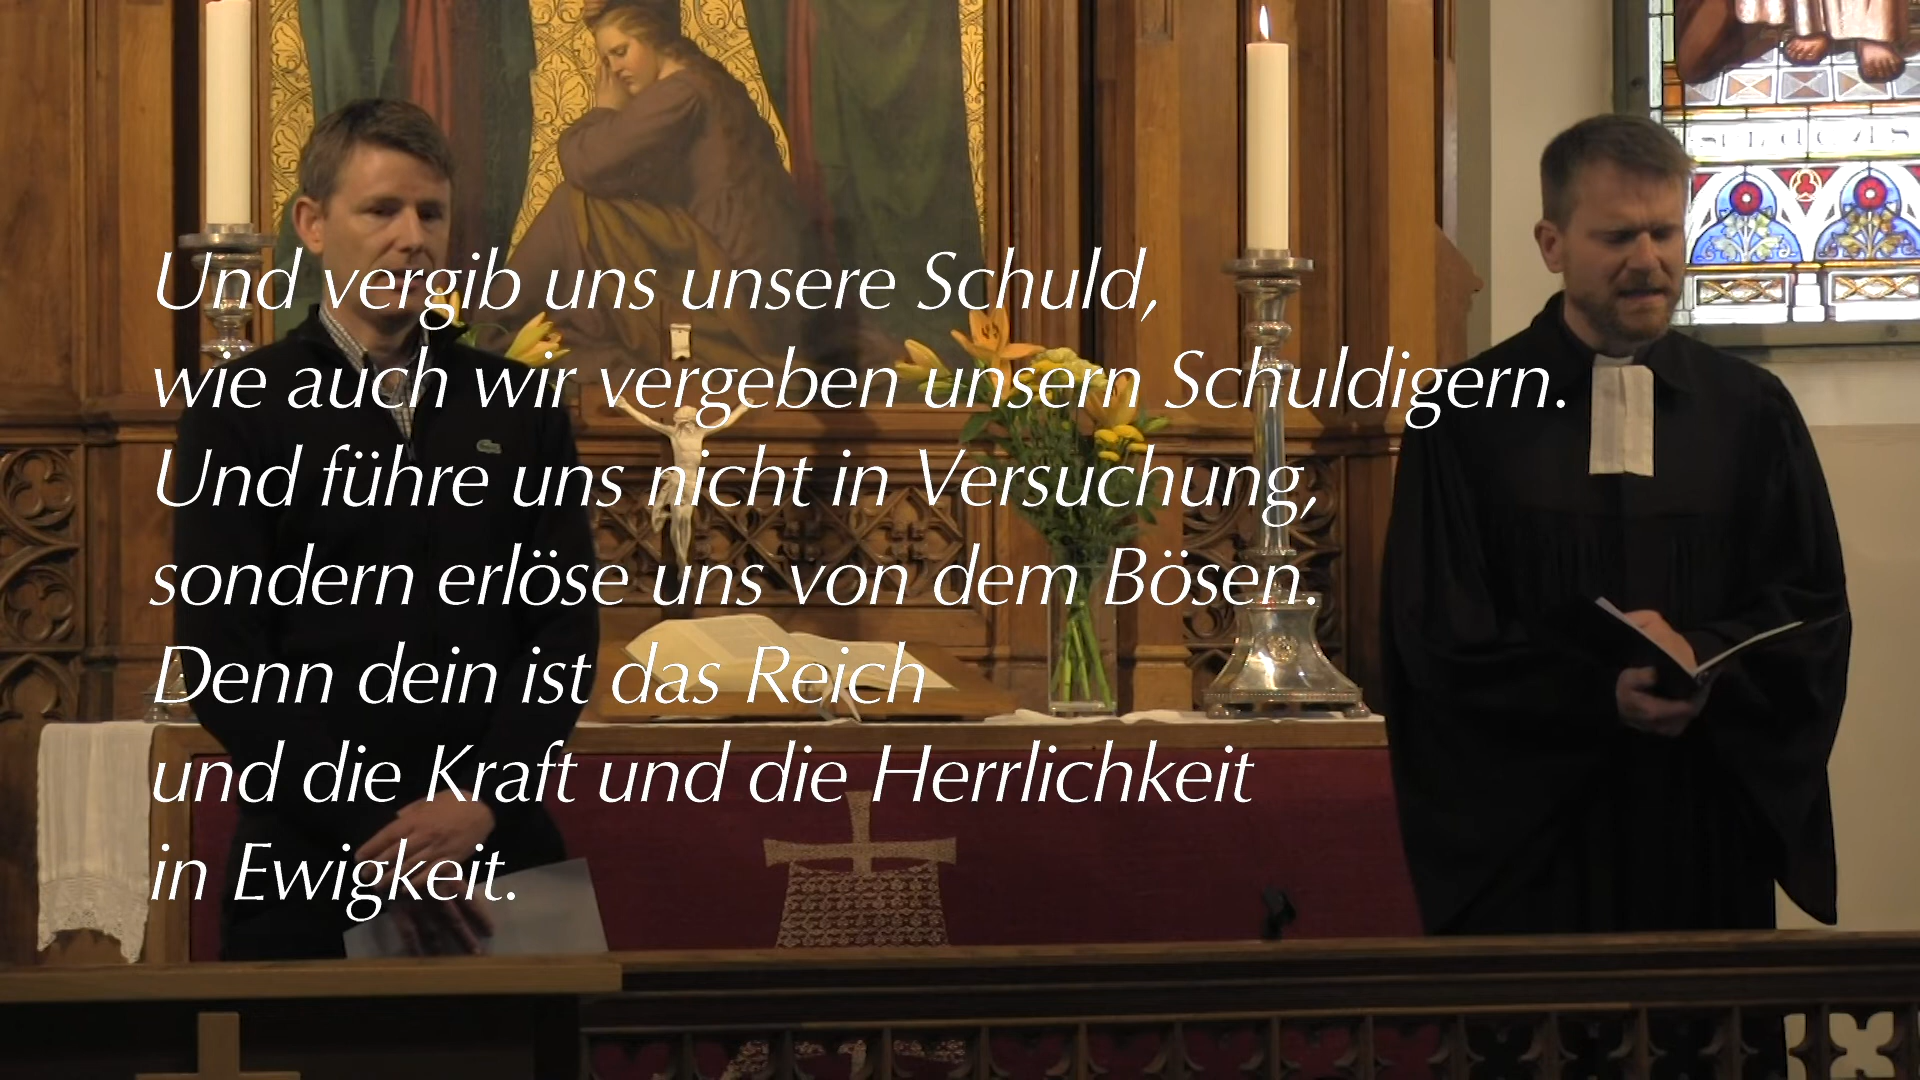 Und vergib uns unsere Schuld,
wie auch wir vergeben unsern Schuldigern.
Und führe uns nicht in Versuchung,
sondern erlöse uns von dem Bösen.
Denn dein ist das Reich
und die Kraft und die Herrlichkeit
in Ewigkeit.